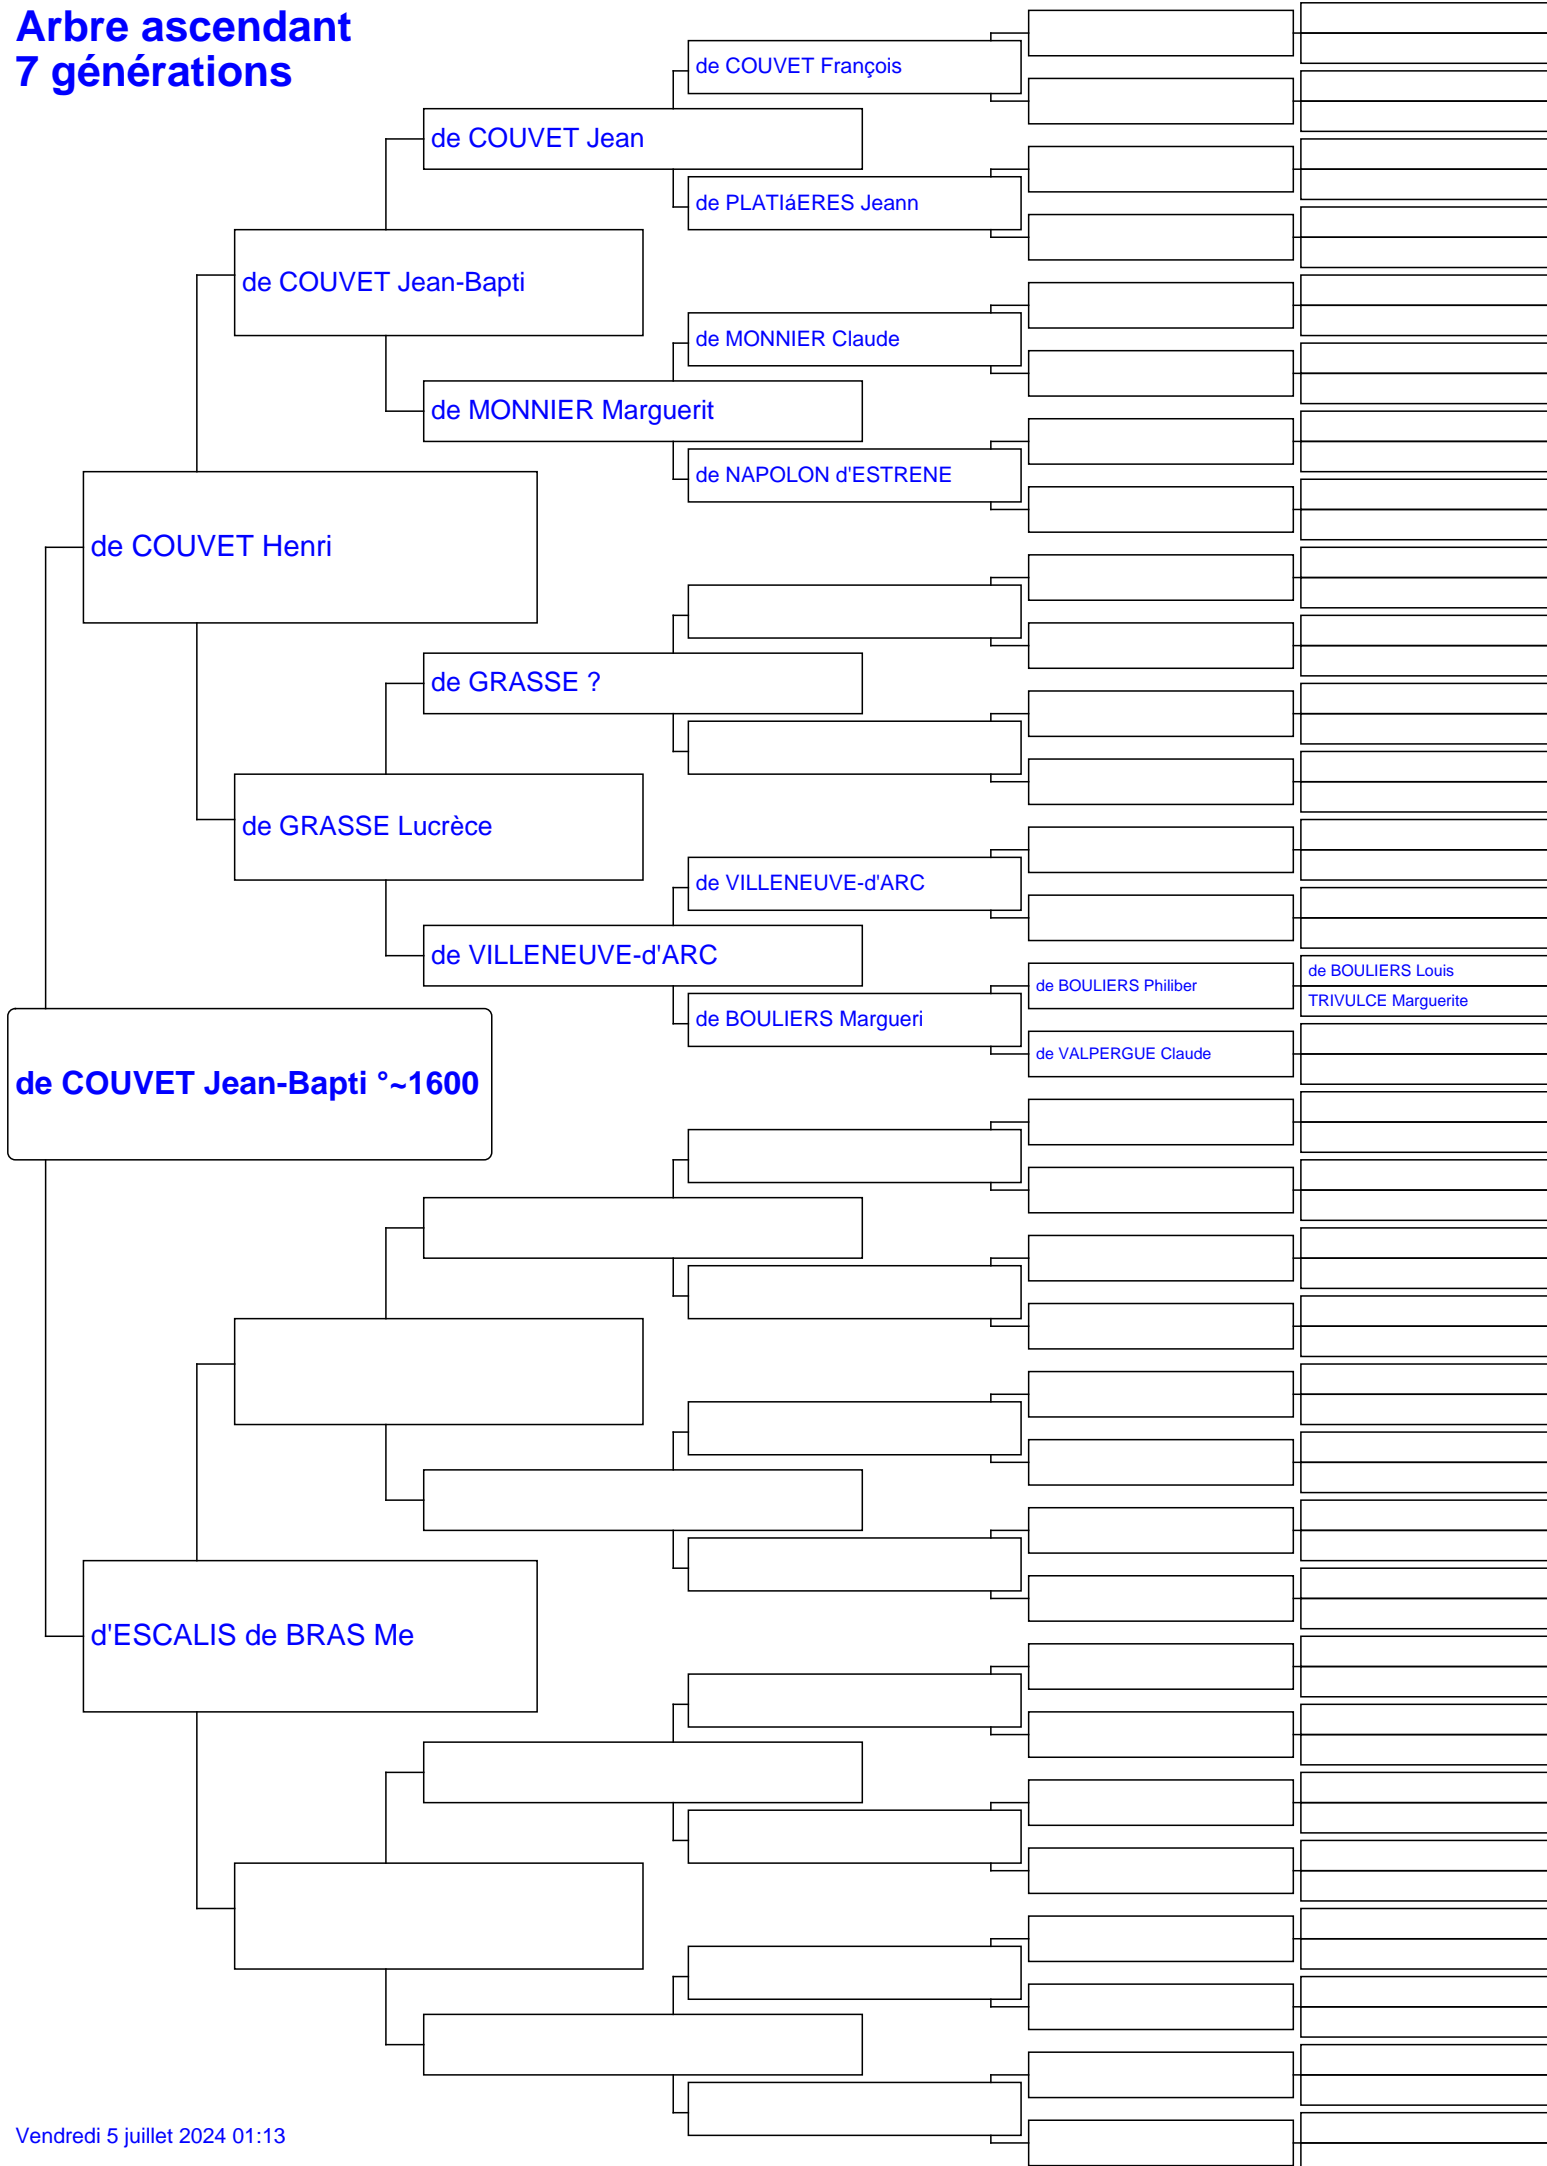 Arbre ascendant
7 générations
de COUVET François
de COUVET Jean
de PLATIáERES Jeann
de COUVET Jean-Bapti
de MONNIER Claude
de MONNIER Marguerit
de NAPOLON d'ESTRENE
de COUVET Henri
de GRASSE ?
de GRASSE Lucrèce
de VILLENEUVE-d'ARC
de VILLENEUVE-d'ARC
de BOULIERS Louis
de BOULIERS Philiber
TRIVULCE Marguerite
de BOULIERS Margueri
de VALPERGUE Claude
de COUVET Jean-Bapti °~1600
d'ESCALIS de BRAS Me
Vendredi 5 juillet 2024 01:13